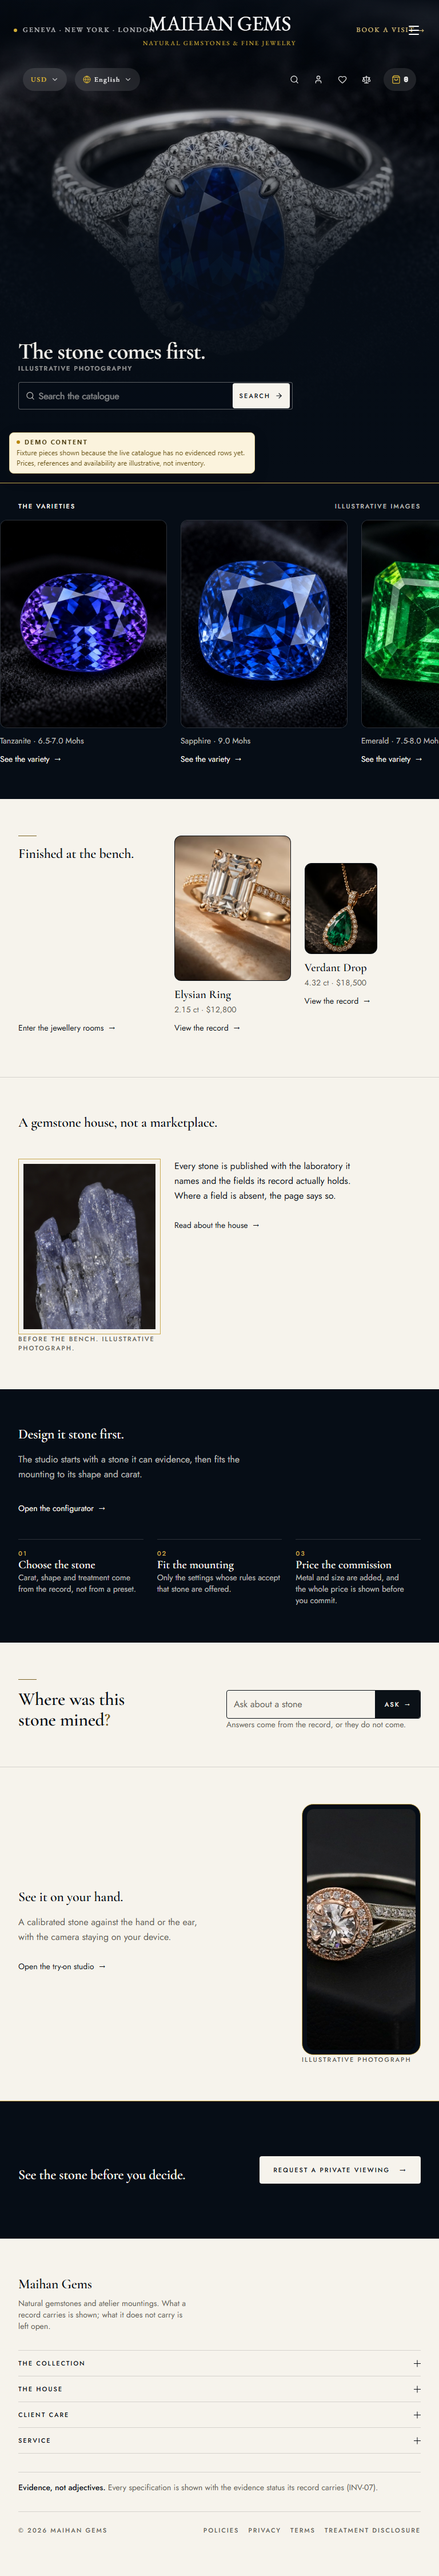 GENEVA · NEW YORK · LONDON
MAIHAN GEMS
NATURAL GEMSTONES & FINE JEWELRY
BOOK A VISIT →
USD
English
0
The stone comes first.
ILLUSTRATIVE PHOTOGRAPHY
Search the catalogue
SEARCH →
DEMO CONTENT
Fixture pieces shown because the live catalogue has no evidenced rows yet.
Prices, references and availability are illustrative, not inventory.
THE VARIETIES
ILLUSTRATIVE IMAGES
Tanzanite · 6.5-7.0 Mohs
See the variety →
Sapphire · 9.0 Mohs
See the variety →
Emerald · 7.5-8.0 Moh
See the variety →
Finished at the bench.
Enter the jewellery rooms →
Elysian Ring
2.15 ct · $12,800
View the record →
Verdant Drop
4.32 ct · $18,500
View the record →
A gemstone house, not a marketplace.
BEFORE THE BENCH. ILLUSTRATIVE
PHOTOGRAPH.
Every stone is published with the laboratory it
names and the fields its record actually holds.
Where a field is absent, the page says so.
Read about the house →
Design it stone first.
The studio starts with a stone it can evidence, then fits the
mounting to its shape and carat.
Open the configurator →
01
Choose the stone
Carat, shape and treatment come
from the record, not from a preset.
02
Fit the mounting
Only the settings whose rules accept
that stone are offered.
03
Price the commission
Metal and size are added, and
the whole price is shown before
you commit.
Where was this
stone mined?
Ask about a stone
ASK →
Answers come from the record, or they do not come.
See it on your hand.
A calibrated stone against the hand or the ear,
with the camera staying on your device.
Open the try-on studio →
ILLUSTRATIVE PHOTOGRAPH
See the stone before you decide.
REQUEST A PRIVATE VIEWING →
Maihan Gems
Natural gemstones and atelier mountings. What a
record carries is shown; what it does not carry is
left open.
THE COLLECTION
THE HOUSE
CLIENT CARE
SERVICE
Evidence, not adjectives. Every specification is shown with the evidence status its record carries (INV-07).
© 2026 MAIHAN GEMS
POLICIES PRIVACY TERMS TREATMENT DISCLOSURE